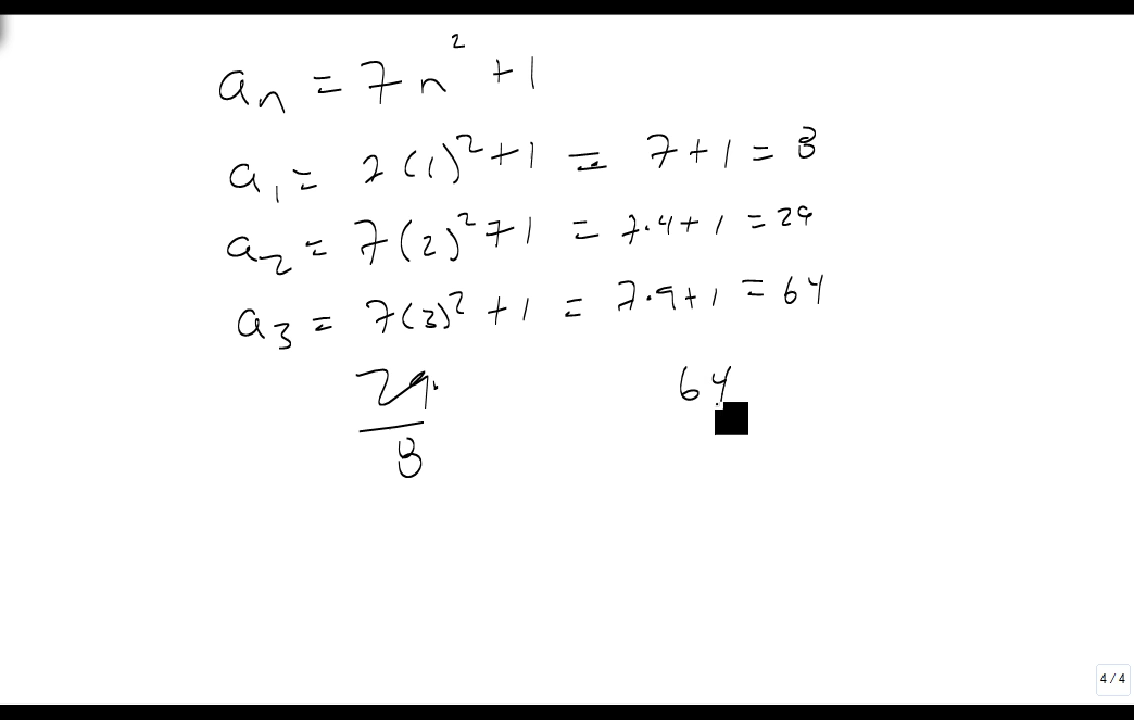 aₙ = 7n² + 1
a₁ = 7(1)² + 1 = 7 + 1 = 8
a₂ = 7(2)² + 1 = 7·4 + 1 = 29
a₃ = 7(3)² + 1 = 7·9 + 1 = 64
29 64
8
4 / 4